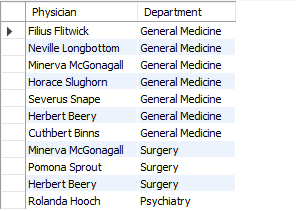 Physician Department
Filius Flitwick General Medicine
Neville Longbottom General Medicine
Minerva McGonagall General Medicine
Horace Slughorn General Medicine
Severus Snape General Medicine
Herbert Beery General Medicine
Cuthbert Binns General Medicine
Minerva McGonagall Surgery
Pomona Sprout Surgery
Herbert Beery Surgery
Rolanda Hooch Psychiatry